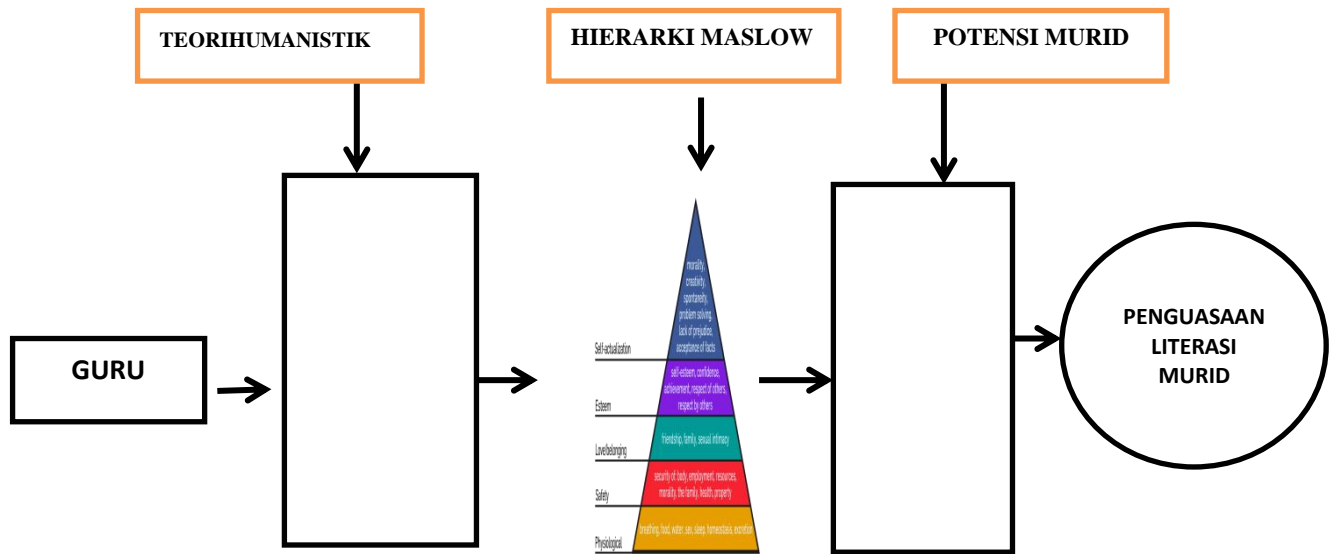 TEORIHUMANISTIK
HIERARKI MASLOW
POTENSI MURID
GURU
morality,
creativity,
spontaneity,
problem solving,
lack of prejudice,
acceptance of facts
Self-actualization
self-esteem, confidence,
achievement, respect of others,
respect by others
Esteem
friendship, family, sexual intimacy
Love/belonging
security of: body, employment, resources,
morality, the family, health, property
Safety
breathing, food, water, sex, sleep, homeostasis, excretion
Physiological
PENGUASAAN
LITERASI
MURID